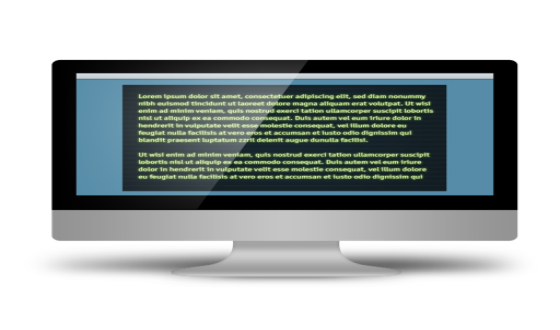 Lorem ipsum dolor sit amet, consectetuer adipiscing elit, sed diam nonummy
nibh euismod tincidunt ut laoreet dolore magna aliquam erat volutpat. Ut wisi
enim ad minim veniam, quis nostrud exerci tation ullamcorper suscipit
lobortis nisl ut aliquip ex ea commodo consequat. Duis autem vel eum iriure dolor in
hendrerit in vulputate velit esse molestie consequat, vel illum dolore eu
feugiat nulla facilisis at vero eros et accumsan et iusto odio dignissim qui
blandit praesent luptatum zzril delenit augue dunulla facilisi.
Ut wisi enim ad minim veniam, quis nostrud exerci tation ullamcorper suscipit
lobortis nisl ut aliquip ex ea commodo consequat. Duis autem vel eum iriure
dolor in hendrerit in vulputate velit esse molestie consequat, vel illum dolore
eu feugiat nulla facilisis at vero eros et accumsan et iusto odio dignissim qui